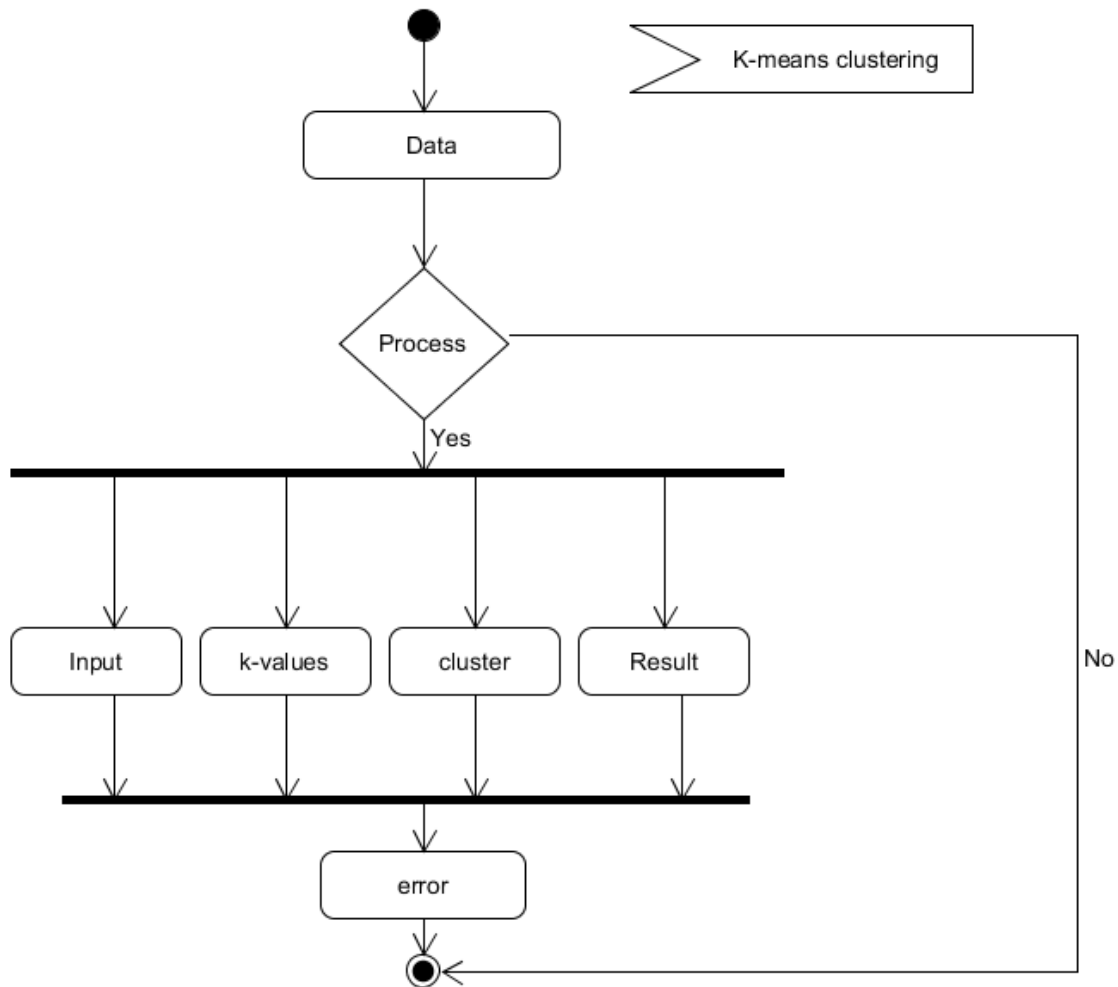 K-means clustering
Data
Process
Yes
Input
k-values
cluster
Result
No
error